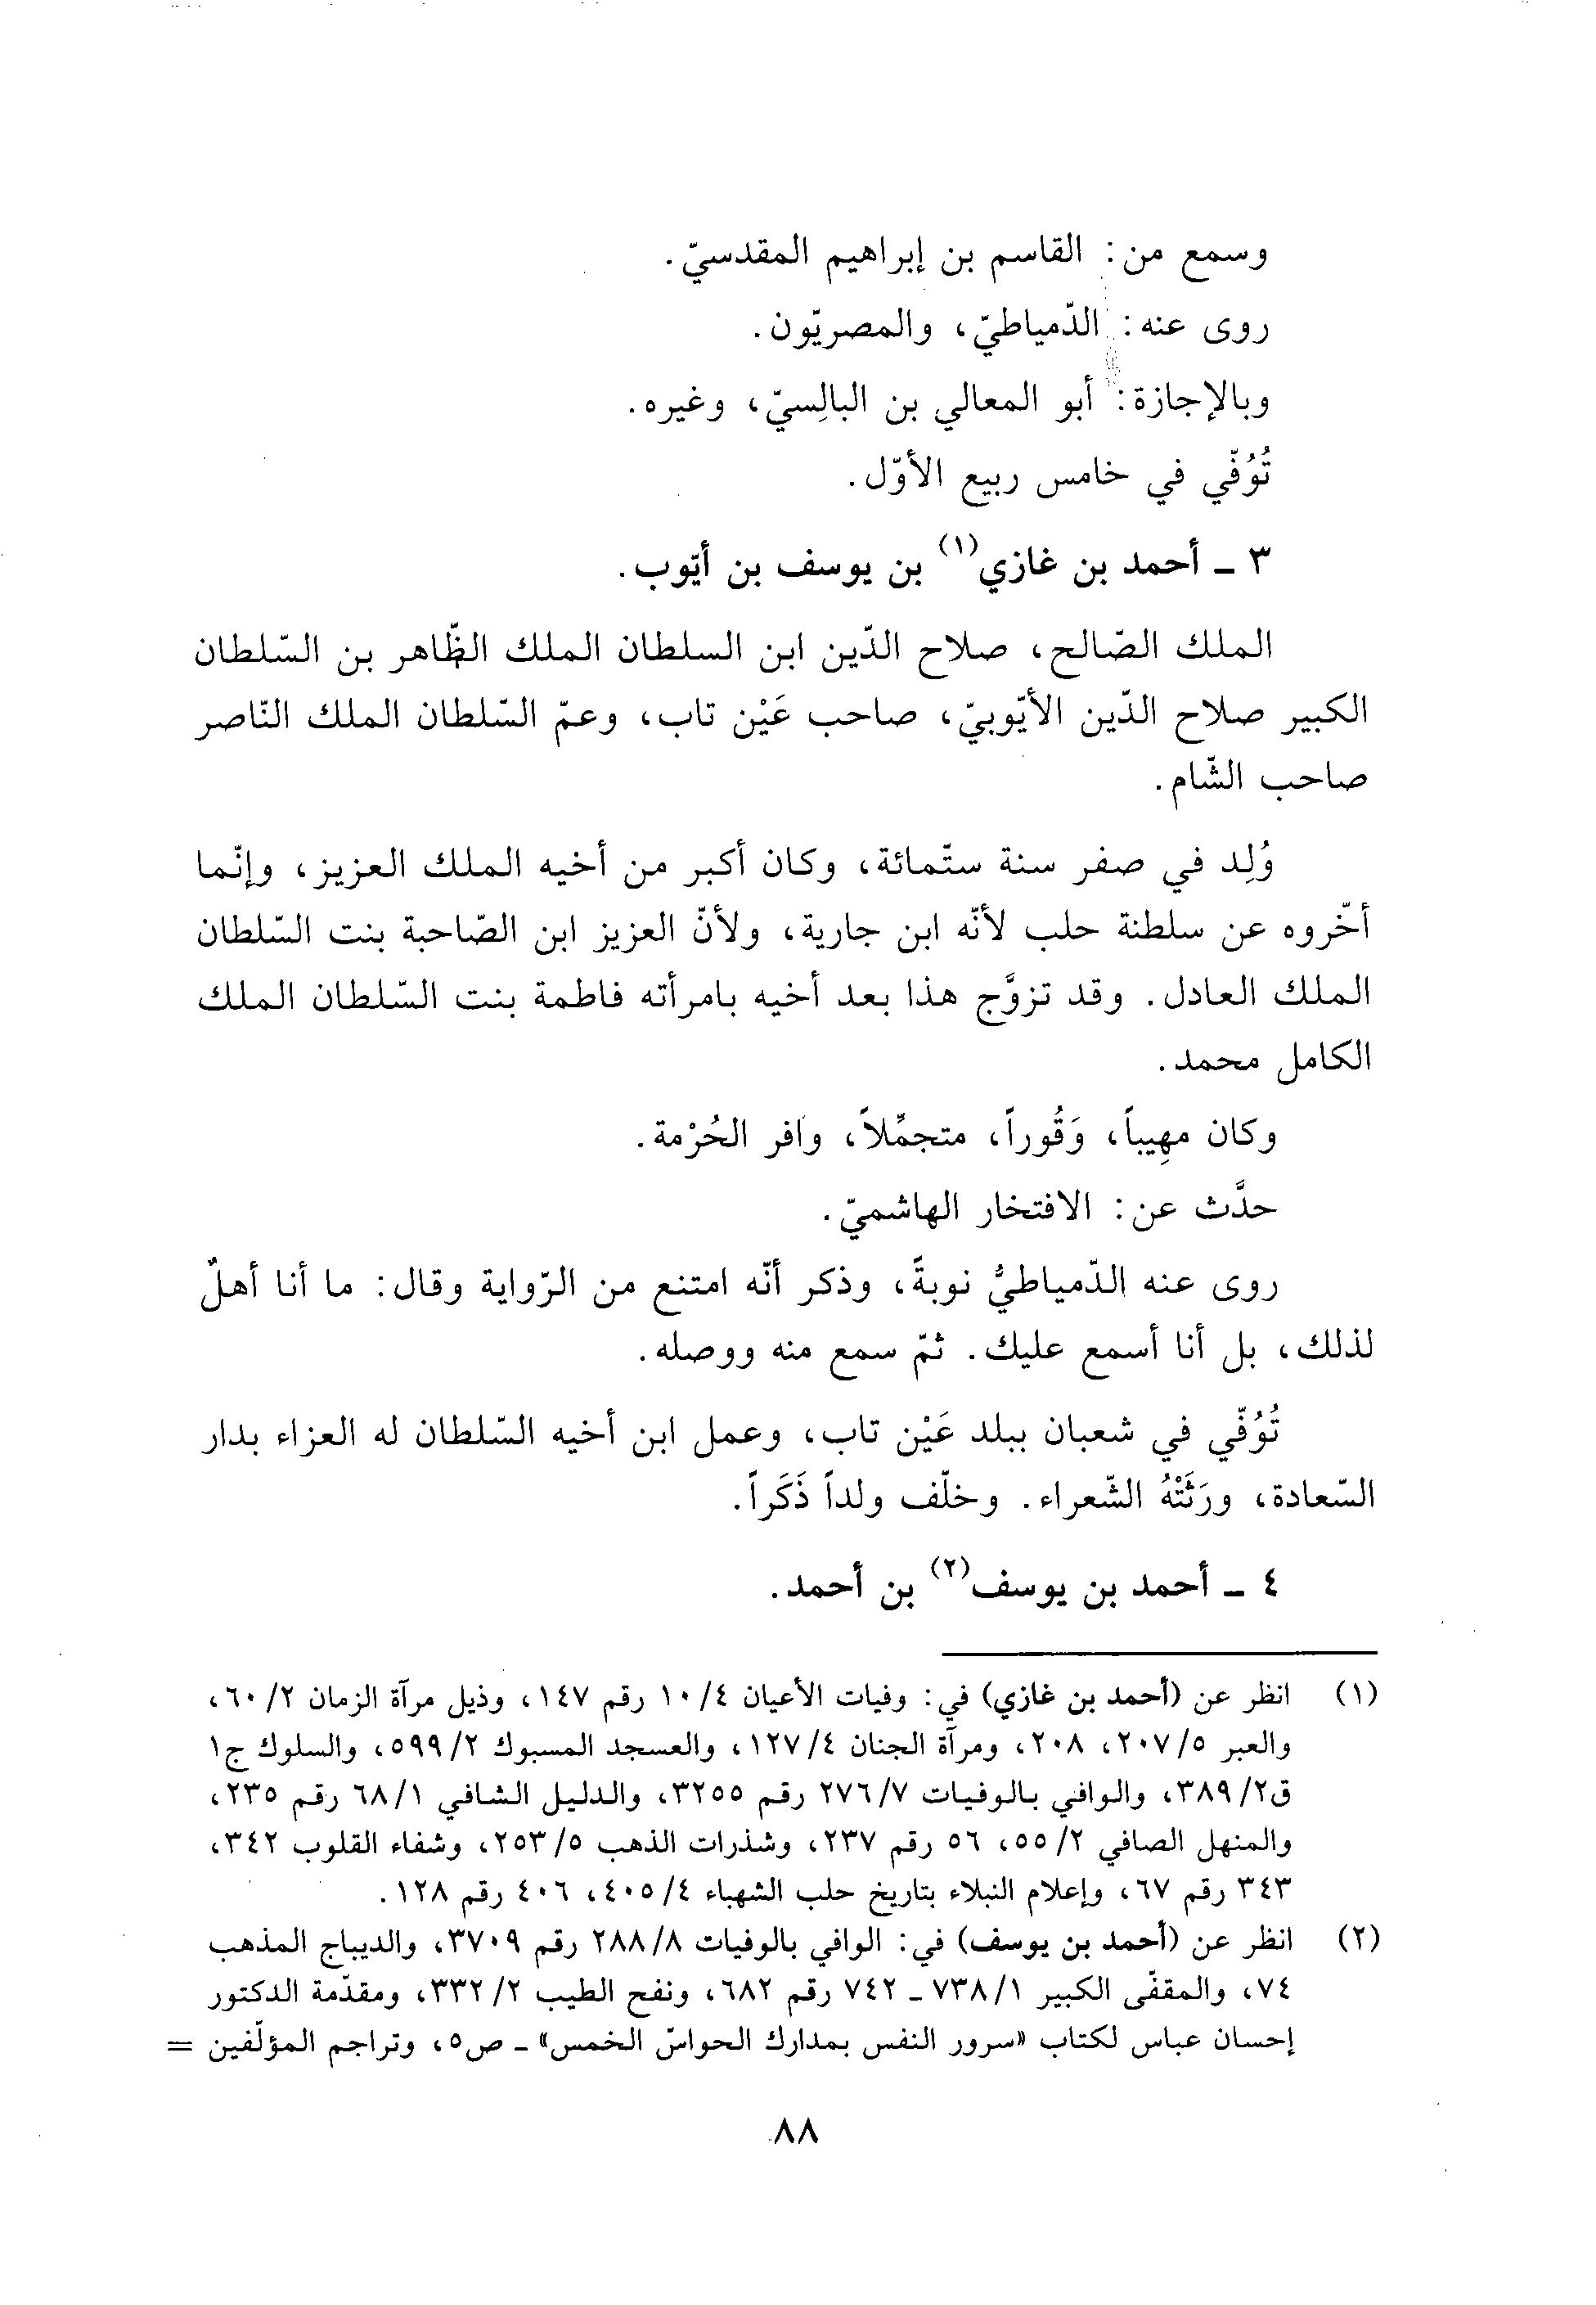 وسمع من: القاسم بن إبراهيم المقدسيّ.
روى عنه: الدّمياطيّ، والمصريّون.
وبالإجازة: أبو المعالي بن البالِسيّ، وغيره.
تُوُفّي في خامس ربيع الأوّل.
٣ ـ أحمد بن غازي(١) بن يوسف بن أيّوب.
الملك الصّالح، صلاح الدّين ابن السلطان الملك الظّاهر بن السّلطان
الكبير صلاح الدّين الأيّوبيّ، صاحب عَيْن تاب، وعمّ السّلطان الملك النّاصر
صاحب الشّام.
وُلِد في صفر سنة ستّمائة، وكان أكبر من أخيه الملك العزيز، وإنّما
أخّروه عن سلطنة حلب لأنّه ابن جارية، ولأنّ العزيز ابن الصّاحبة بنت السّلطان
الملك العادل. وقد تزوَّج هذا بعد أخيه بامرأته فاطمة بنت السّلطان الملك
الكامل محمد.
وكان مهِيباً، وَقُوراً، متجمِّلاً، وافر الحُرْمة.
حدَّث عن: الافتخار الهاشميّ.
روى عنه الدّمياطيُّ نوبةً، وذكر أنّه امتنع من الرّواية وقال: ما أنا أهلٌ
لذلك، بل أنا أسمع عليك. ثمّ سمع منه ووصله.
تُوُفّي في شعبان ببلد عَيْن تاب، وعمل ابن أخيه السّلطان له العزاء بدار
السّعادة، ورَثَتْهُ الشّعراء. وخلّف ولداً ذَكَراً.
٤ ـ أحمد بن يوسف(٢) بن أحمد.
(١) انظر عن (أحمد بن غازي) في: وفيات الأعيان ١٠/٤ رقم ١٤٧، وذيل مرآة الزمان ٦٠/٢،
والعبر ٢٠٧/٥، ٢٠٨، ومرآة الجنان ١٢٧/٤، والعسجد المسبوك ٥٩٩/٢، والسلوك ج١
ق٣٨٩/٢، والوافي بالوفيات ٢٧٦/٧ رقم ٣٢٥٥، والدليل الشافي ٦٨/١ رقم ٢٣٥،
والمنهل الصافي ٥٥/٢، ٥٦ رقم ٢٣٧، وشذرات الذهب ٢٥٣/٥، وشفاء القلوب ٣٤٢،
٣٤٣ رقم ٦٧، وإعلام النبلاء بتاريخ حلب الشهباء ٤٠٥/٤، ٤٠٦ رقم ١٢٨.
(٢) انظر عن (أحمد بن يوسف) في: الوافي بالوفيات ٢٨٨/٨ رقم ٣٧٠٩، والديباج المذهب
٧٤، والمقفّى الكبير ٧٣٨/١ ـ ٧٤٢ رقم ٦٨٢، ونفح الطيب ٣٣٢/٢، ومقدّمة الدكتور
إحسان عباس لكتاب «سرور النفس بمدارك الحواسّ الخمس» ـ ص٥، وتراجم المؤلّفين =
٨٨